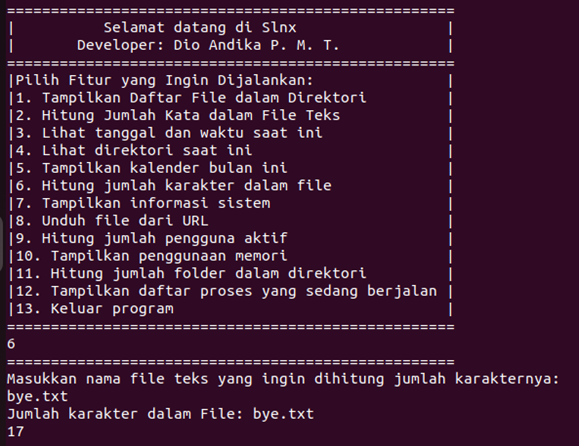 ===================================================
|          Selamat datang di Slnx                 |
|       Developer: Dio Andika P. M. T.            |
===================================================
|Pilih Fitur yang Ingin Dijalankan:               |
|1. Tampilkan Daftar File dalam Direktori         |
|2. Hitung Jumlah Kata dalam File Teks            |
|3. Lihat tanggal dan waktu saat ini              |
|4. Lihat direktori saat ini                      |
|5. Tampilkan kalender bulan ini                  |
|6. Hitung jumlah karakter dalam file             |
|7. Tampilkan informasi sistem                    |
|8. Unduh file dari URL                           |
|9. Hitung jumlah pengguna aktif                  |
|10. Tampilkan penggunaan memori                  |
|11. Hitung jumlah folder dalam direktori         |
|12. Tampilkan daftar proses yang sedang berjalan |
|13. Keluar program                               |
===================================================
6
===================================================
Masukkan nama file teks yang ingin dihitung jumlah karakternya:
bye.txt
Jumlah karakter dalam File: bye.txt
17